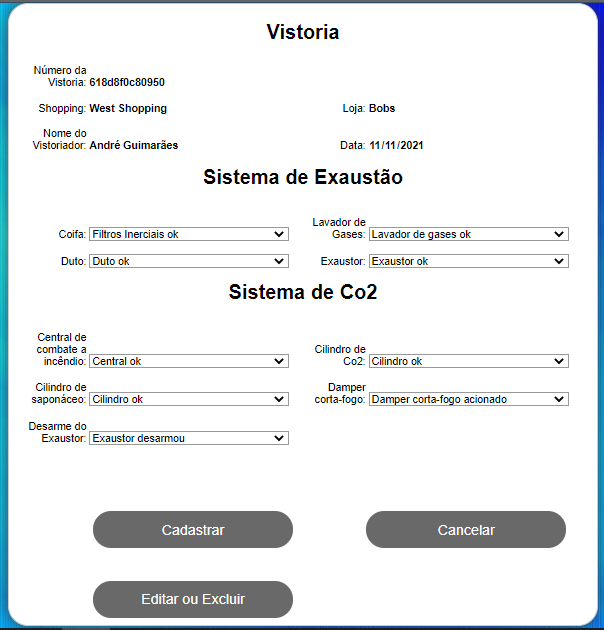 Vistoria
Número da
Vistoria: 618d8f0c80950
Shopping: West Shopping
Loja: Bobs
Nome do
Vistoriador: André Guimarães
Data: 11/11/2021
Sistema de Exaustão
Coifa: Filtros Inerciais ok
Lavador de
Gases: Lavador de gases ok
Duto: Duto ok
Exaustor: Exaustor ok
Sistema de Co2
Central de
combate a
incêndio: Central ok
Cilindro de
Co2: Cilindro ok
Cilindro de
saponáceo: Cilindro ok
Damper
corta-fogo: Damper corta-fogo acionado
Desarme do
Exaustor: Exaustor desarmou
Cadastrar
Cancelar
Editar ou Excluir